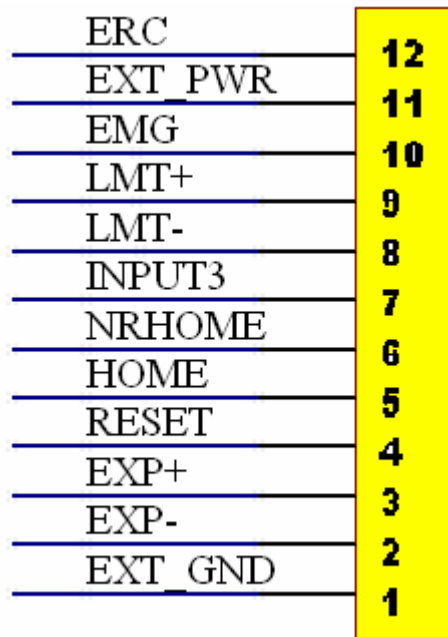 ERC 12
EXT_PWR 11
EMG 10
LMT+ 9
LMT- 8
INPUT3 7
NRHOME 6
HOME 5
RESET 4
EXP+ 3
EXP- 2
EXT_GND 1